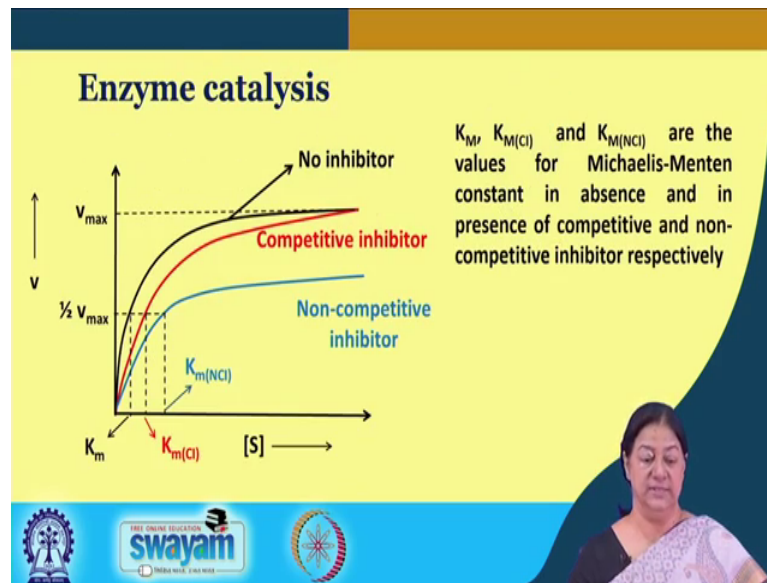 Enzyme catalysis
No inhibitor
v_max
Competitive inhibitor
v
½ v_max
Non-competitive
inhibitor
K_m(NCI)
K_m
K_m(CI)
[S]
K_M, K_M(CI) and K_M(NCI) are the
values for Michaelis-Menten
constant in absence and in
presence of competitive and non-
competitive inhibitor respectively
FREE ONLINE EDUCATION
swayam